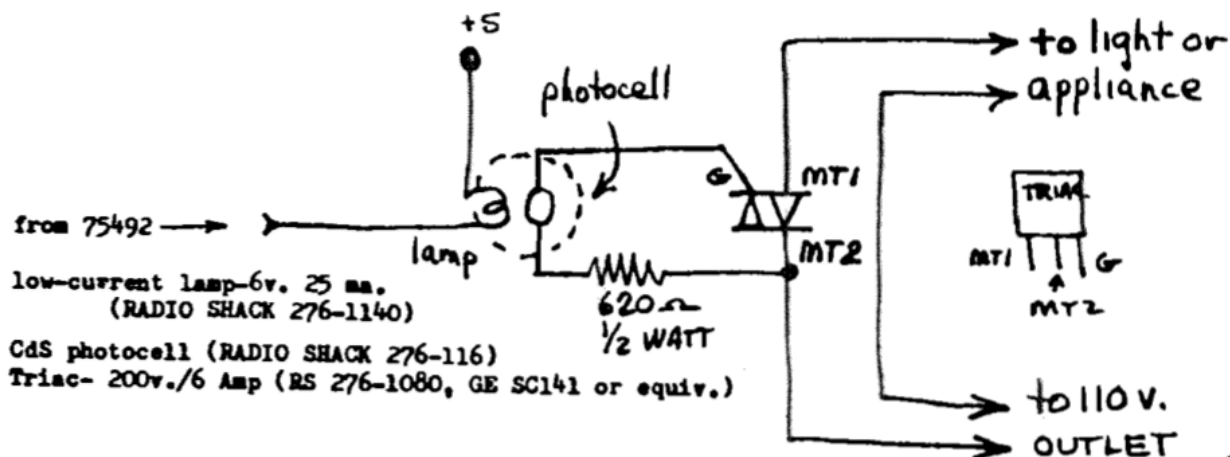 +5
to light or
appliance
photocell
G
MT1
MT2
from 75492
lamp
low-current lamp-6v. 25 ma.
(RADIO SHACK 276-1140)
620 Ω
1/2 WATT
CdS photocell (RADIO SHACK 276-116)
Triac- 200v./6 Amp (RS 276-1080, GE SC141 or equiv.)
TRIAC
MT1
G
MT2
to 110 v.
OUTLET